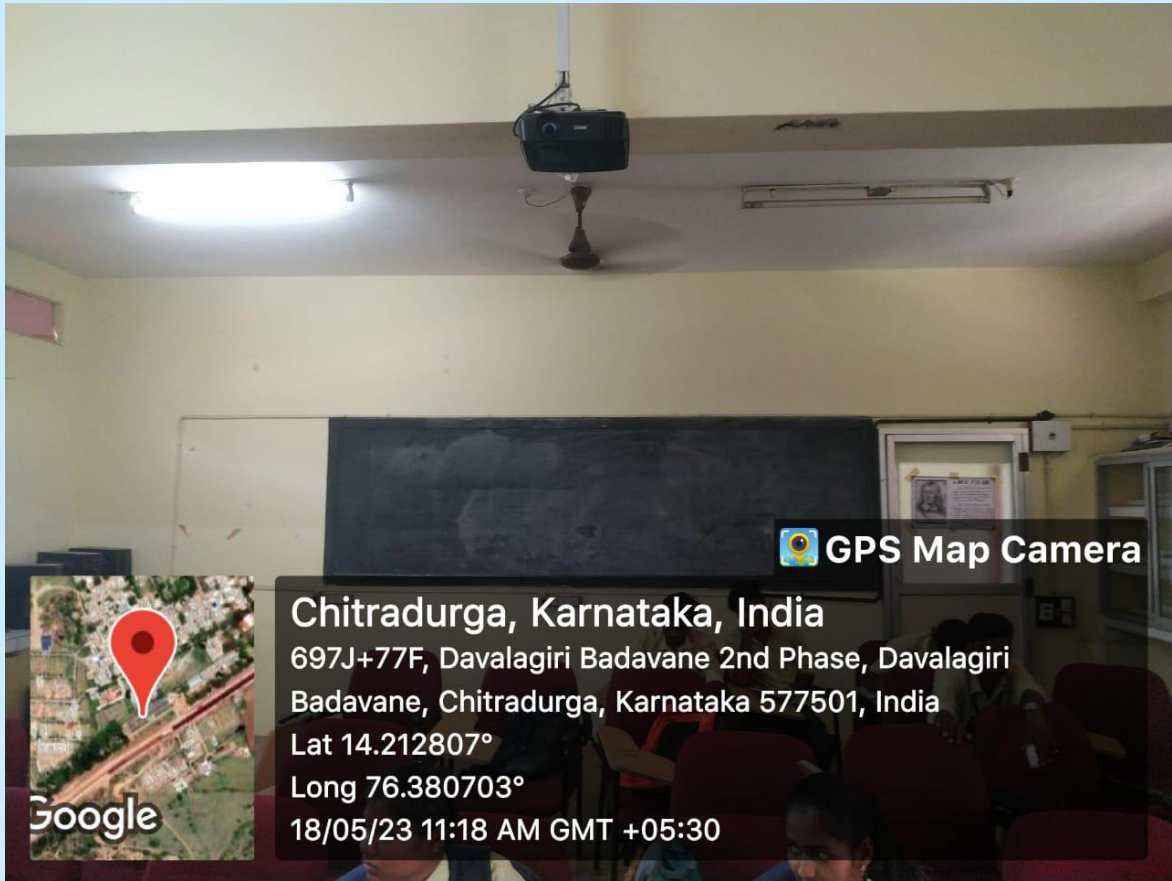 GPS Map Camera
Chitradurga, Karnataka, India
697J+77F, Davalagiri Badavane 2nd Phase, Davalagiri
Badavane, Chitradurga, Karnataka 577501, India
Lat 14.212807°
Long 76.380703°
18/05/23 11:18 AM GMT +05:30
Google